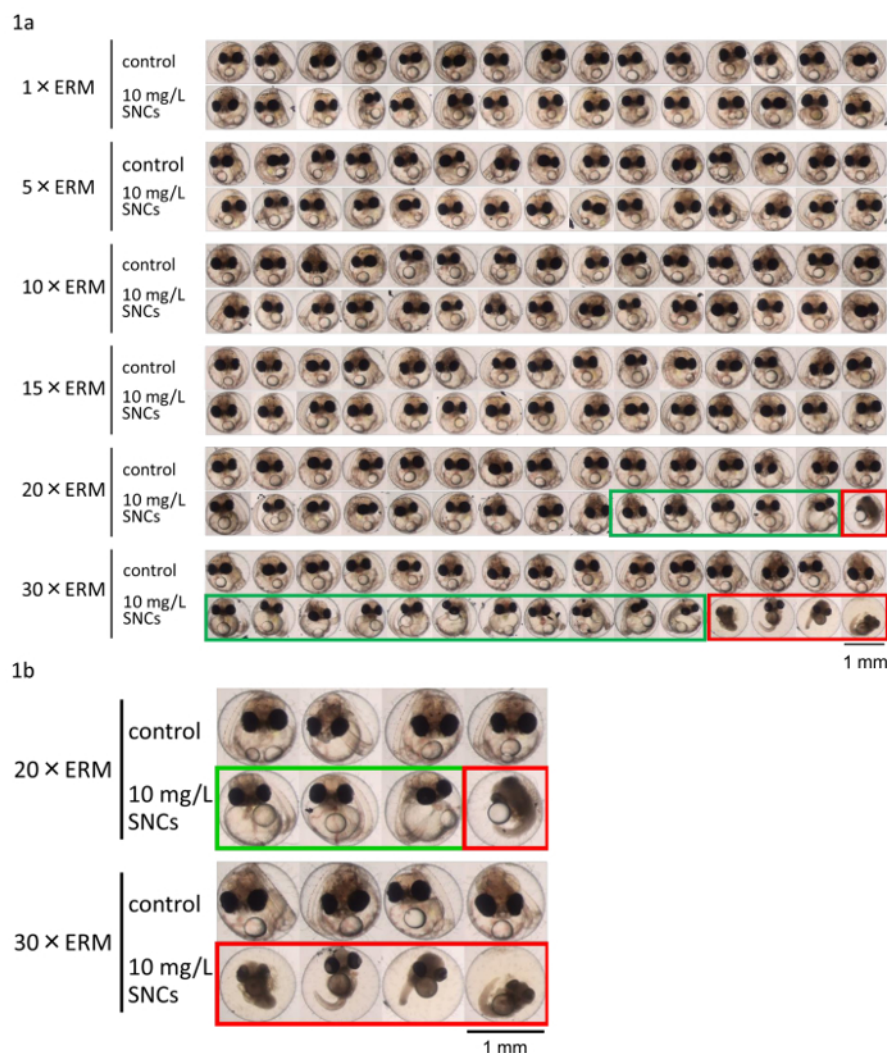 1a
1 × ERM
control
10 mg/L
SNCs
5 × ERM
control
10 mg/L
SNCs
10 × ERM
control
10 mg/L
SNCs
15 × ERM
control
10 mg/L
SNCs
20 × ERM
control
10 mg/L
SNCs
30 × ERM
control
10 mg/L
SNCs
1 mm
1b
20 × ERM
control
10 mg/L
SNCs
30 × ERM
control
10 mg/L
SNCs
1 mm